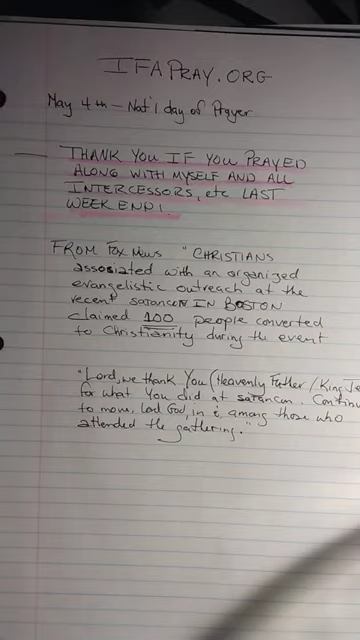 IFAPRAY.ORG
May 4th - Nat'l day of Prayer
THANK YOU IF YOU PRAYED
ALONG WITH MYSELF AND ALL
INTERCESSORS, etc LAST
WEEKEND!
FROM FOX News "CHRISTIANS
associated with an organized
evangelistic outreach at the
recent satancon IN BOSTON
claimed 100 people converted
to Christianity during the event
"Lord, we thank You (Heavenly Father / King Je
for what You did at satancon. Continu
to move, Lord God, in & among those who
attended the gathering."